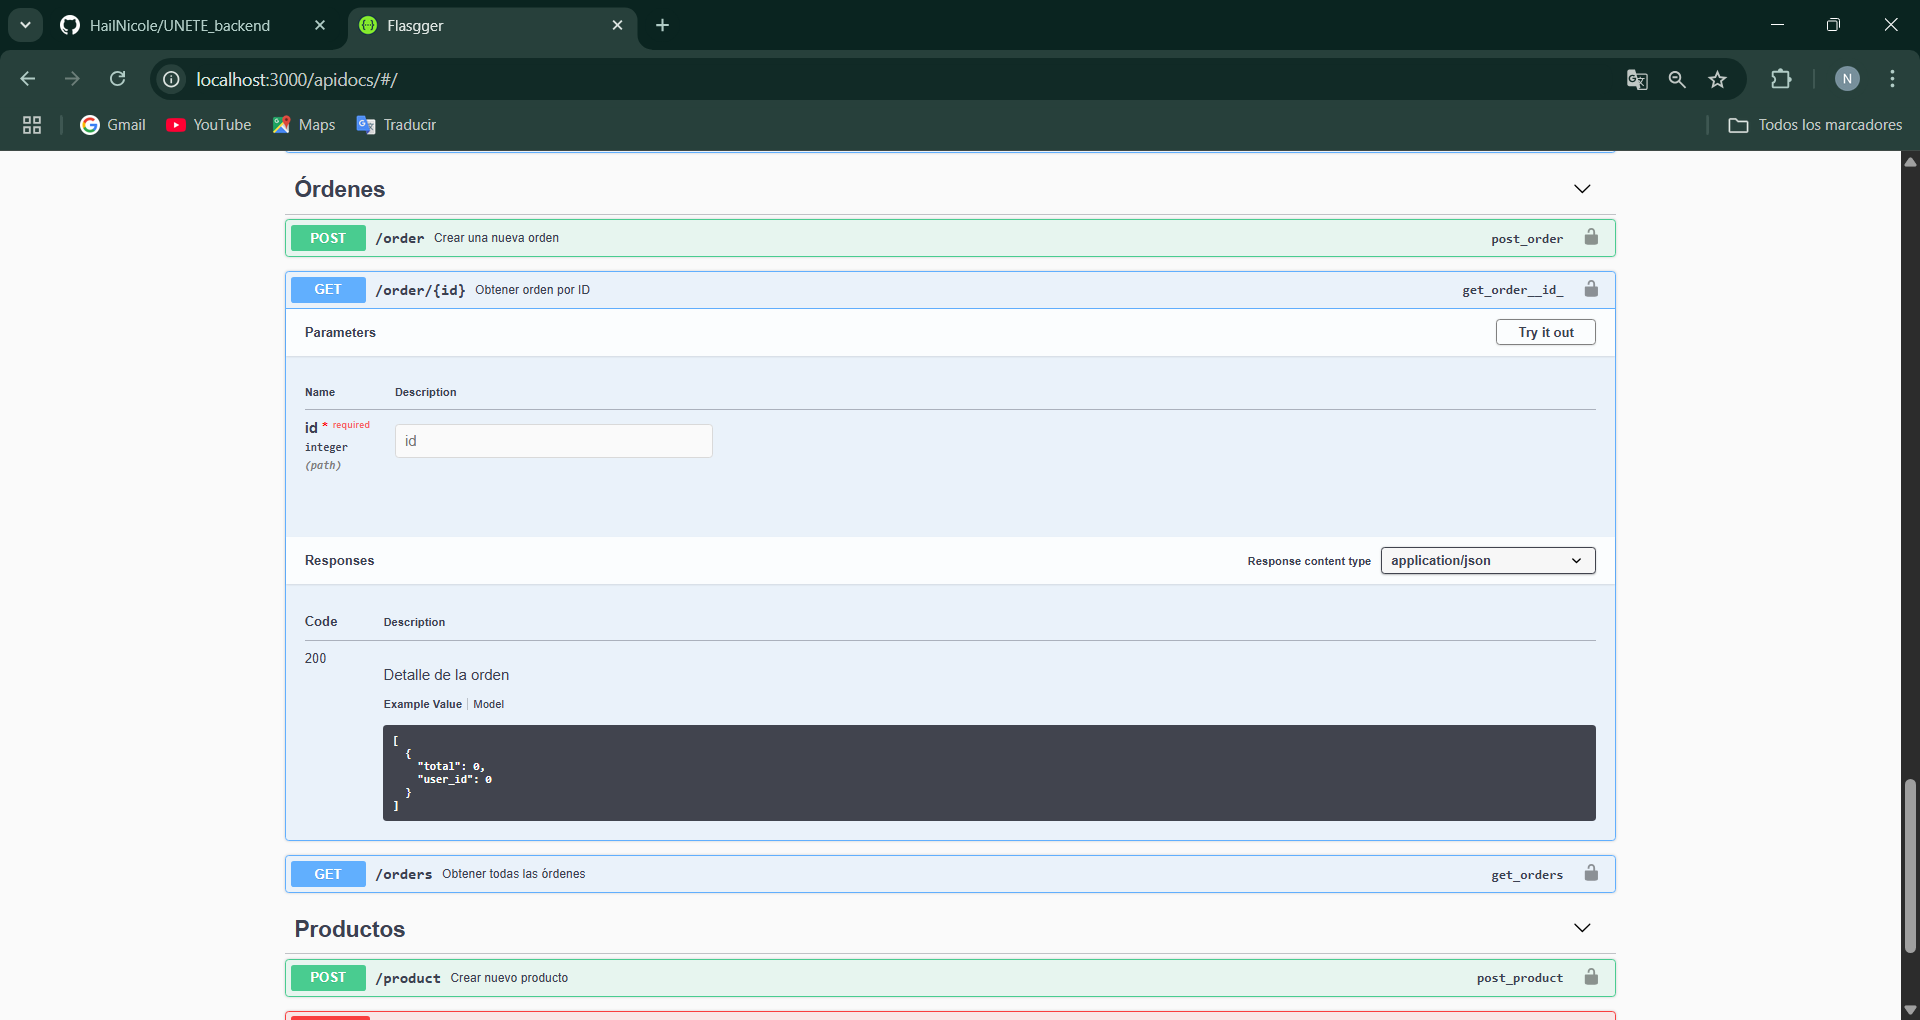 HailNicole/UNETE_backend
Flasgger
localhost:3000/apidocs/#/
N
Gmail
YouTube
Maps
Traducir
Todos los marcadores
Órdenes
POST /order Crear una nueva orden post_order
GET /order/{id} Obtener orden por ID get_order__id_
Parameters
Try it out
Name Description
id * required
integer
(path)
id
Responses
Response content type application/json
Code Description
200
Detalle de la orden
Example Value Model
[
{
"total": 0,
"user_id": 0
}
]
GET /orders Obtener todas las órdenes get_orders
Productos
POST /product Crear nuevo producto post_product